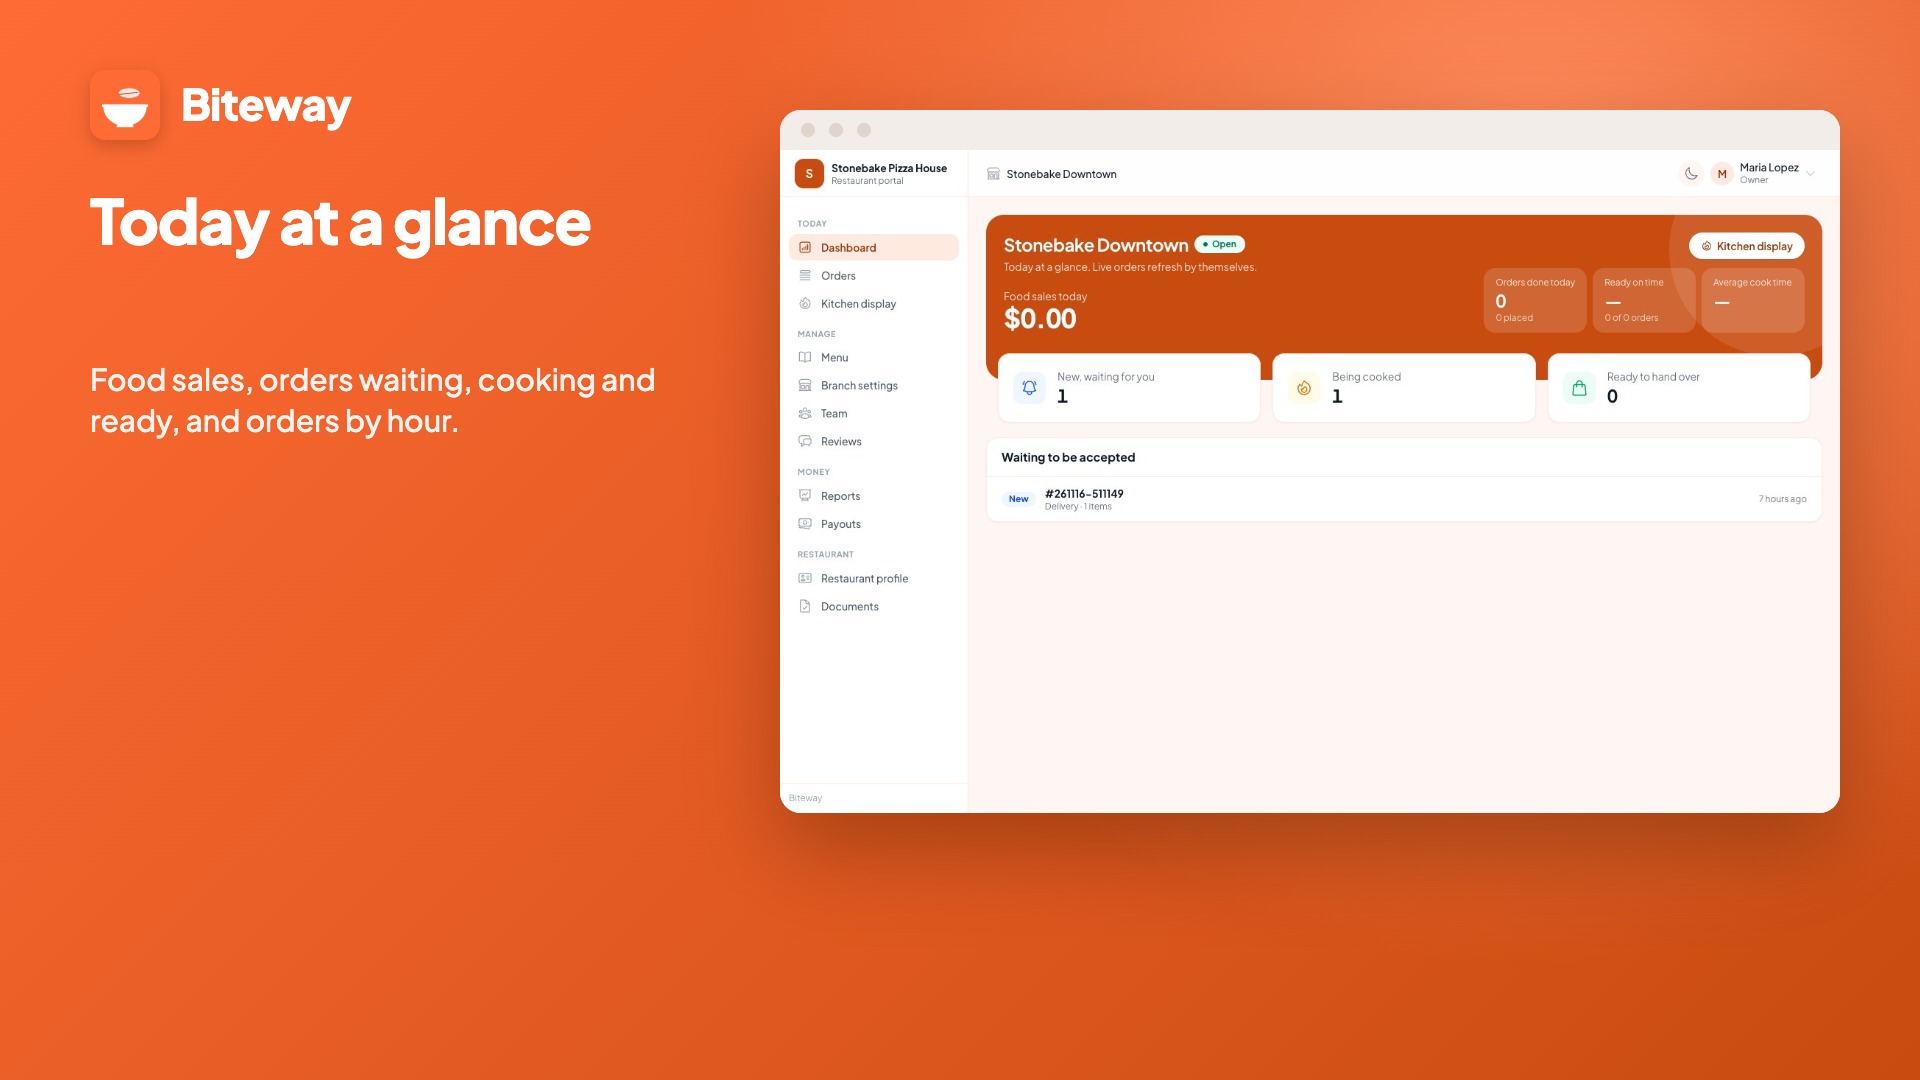 Biteway
Today at a glance
Food sales, orders waiting, cooking and
ready, and orders by hour.
S
Stonebake Pizza House
Restaurant portal
Stonebake Downtown
M
Maria Lopez
Owner
TODAY
Dashboard
Orders
Kitchen display
MANAGE
Menu
Branch settings
Team
Reviews
MONEY
Reports
Payouts
RESTAURANT
Restaurant profile
Documents
Biteway
Stonebake Downtown
Open
Kitchen display
Today at a glance. Live orders refresh by themselves.
Food sales today
$0.00
Orders done today
0
0 placed
Ready on time
—
0 of 0 orders
Average cook time
—
New, waiting for you
1
Being cooked
1
Ready to hand over
0
Waiting to be accepted
New
#261116-511149
Delivery · 1 items
7 hours ago